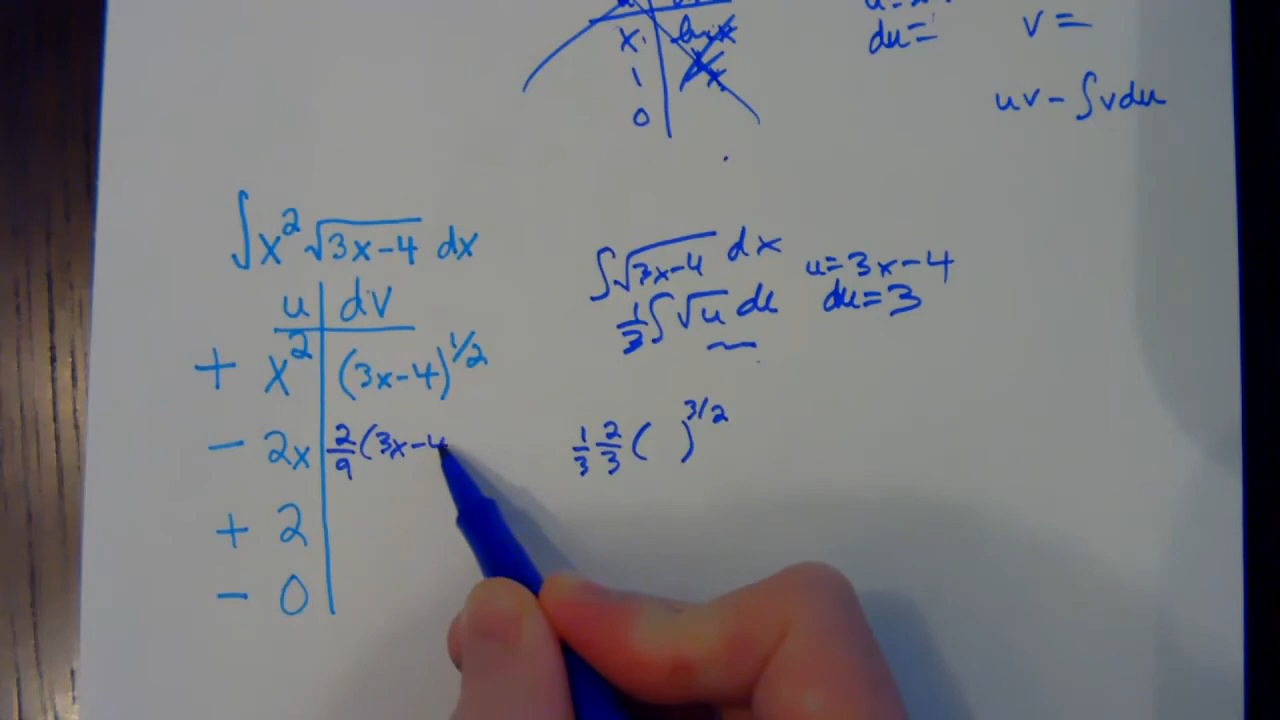 x
1
0
du=
v =
uv - ∫vdu
∫x² √3x-4 dx
u dv
+ x² (3x-4)^1/2
- 2x 2/9 (3x-4
+ 2
- 0
∫√3x-4 dx u=3x-4
1/3 ∫√u du du=3
1/3 2/3 ( )^3/2